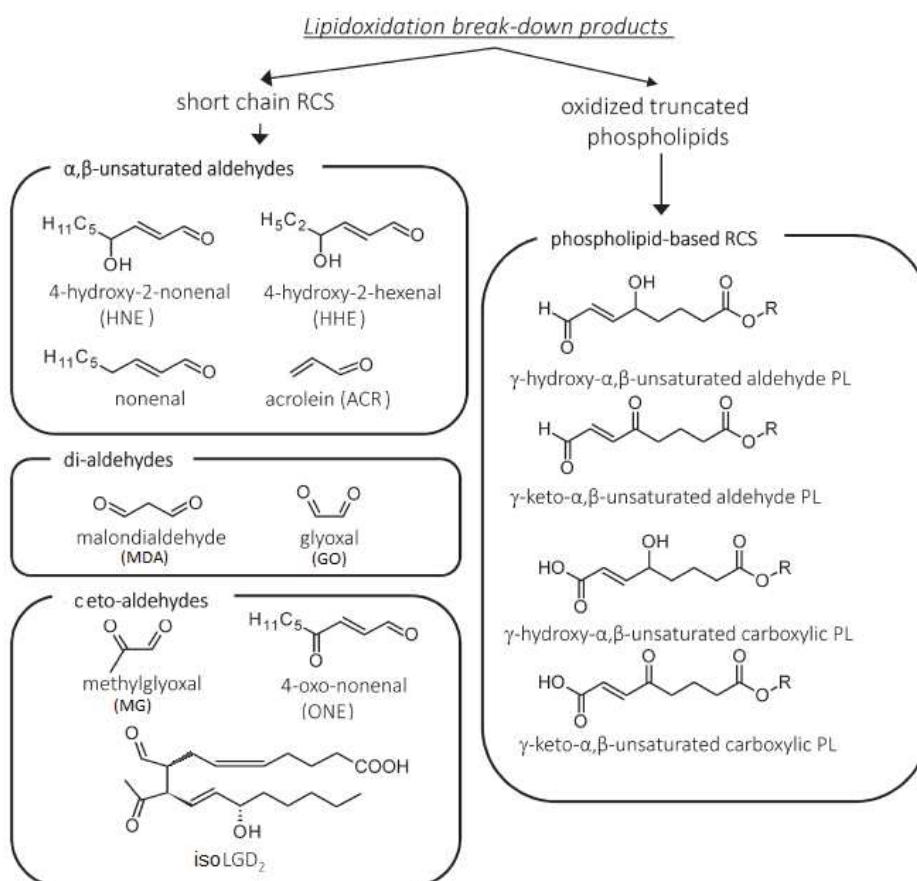 Lipidoxidation break-down products
short chain RCS
α,β-unsaturated aldehydes
H₁₁C₅
O
OH
4-hydroxy-2-nonenal
(HNE)
H₅C₂
O
OH
4-hydroxy-2-hexenal
(HHE)
H₁₁C₅
O
nonenal
O
acrolein (ACR)
di-aldehydes
O
O
malondialdehyde
(MDA)
O
O
glyoxal
(GO)
ceto-aldehydes
O
O
methylglyoxal
(MG)
H₁₁C₅
O
O
4-oxo-nonenal
(ONE)
O
COOH
O
OH
isoLGD₂
oxidized truncated
phospholipids
phospholipid-based RCS
OH
O
H
R
O
O
γ-hydroxy-α,β-unsaturated aldehyde PL
O
O
H
R
O
O
γ-keto-α,β-unsaturated aldehyde PL
OH
O
HO
R
O
O
γ-hydroxy-α,β-unsaturated carboxylic PL
O
O
HO
R
O
O
γ-keto-α,β-unsaturated carboxylic PL